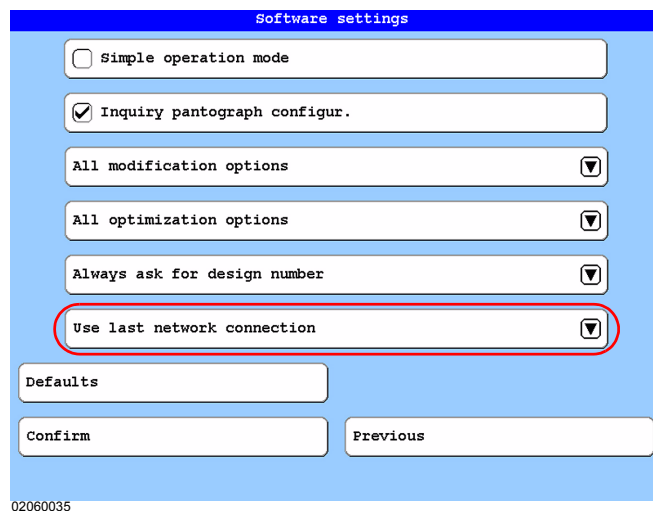 Software settings
Simple operation mode
Inquiry pantograph configur.
All modification options
All optimization options
Always ask for design number
Use last network connection
Defaults
Confirm
Previous
02060035